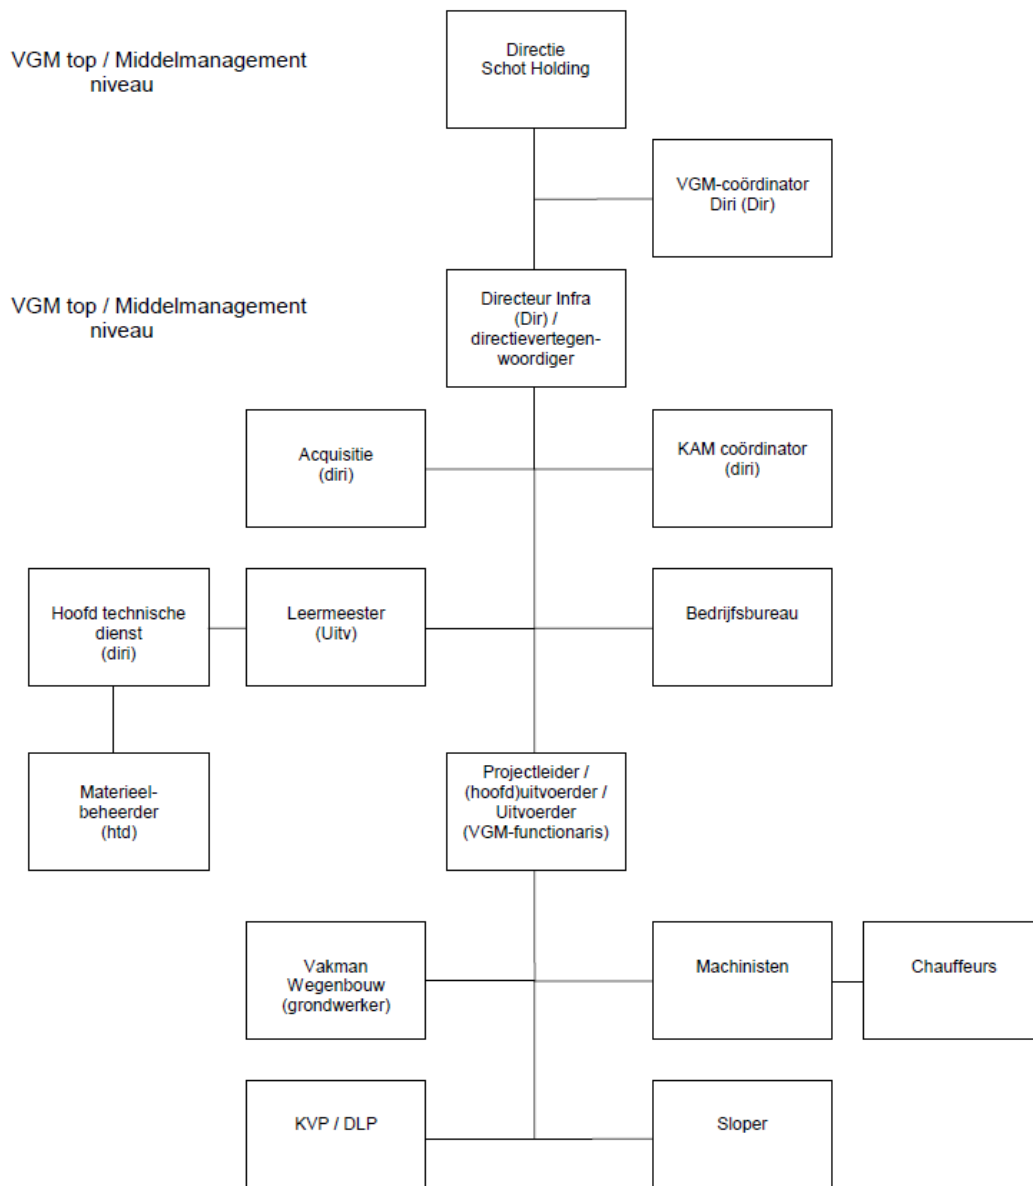 VGM top / Middelmanagement
niveau
Directie
Schot Holding
VGM-coördinator
Diri (Dir)
VGM top / Middelmanagement
niveau
Directeur Infra
(Dir) /
directievertegen-
woordiger
Acquisitie
(diri)
KAM coördinator
(diri)
Hoofd technische
dienst
(diri)
Leermeester
(Uitv)
Bedrijfsbureau
Materieel-
beheerder
(htd)
Projectleider /
(hoofd)uitvoerder /
Uitvoerder
(VGM-functionaris)
Vakman
Wegenbouw
(grondwerker)
Machinisten
Chauffeurs
KVP / DLP
Sloper